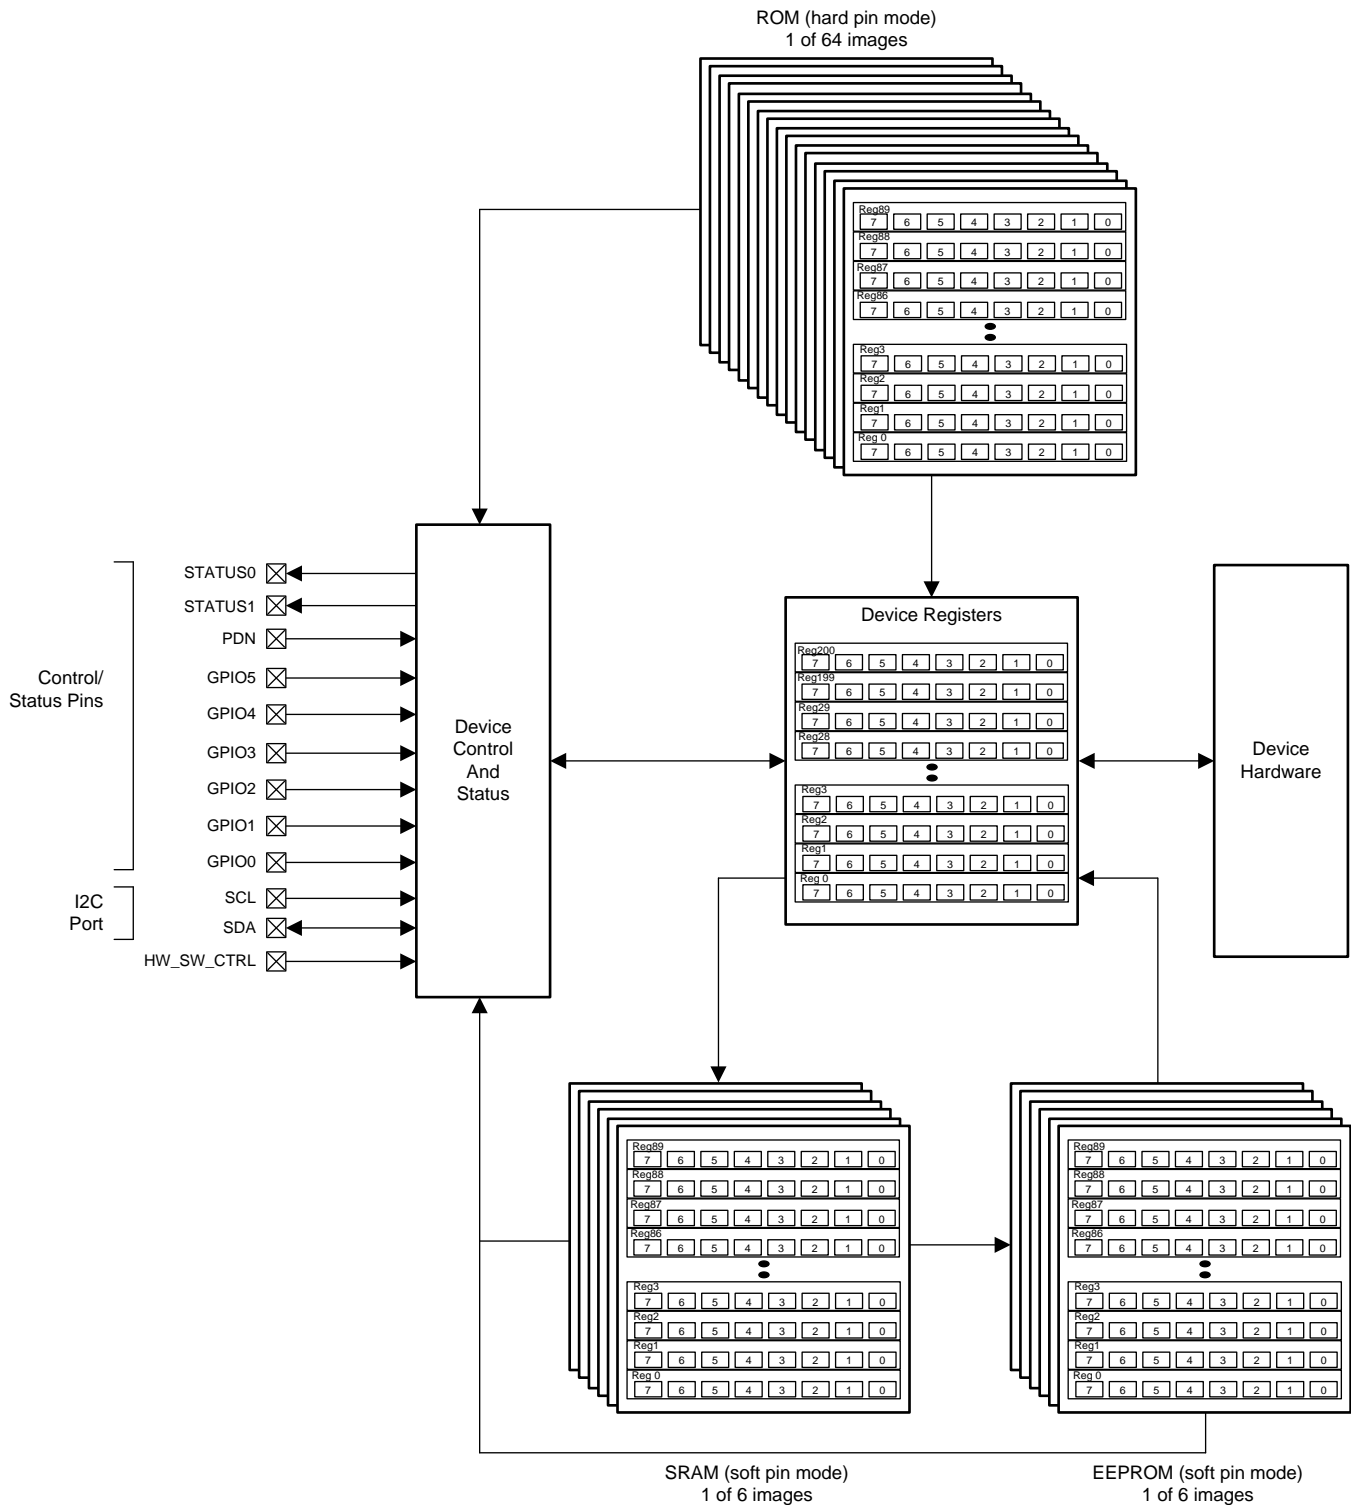 ROM (hard pin mode)
1 of 64 images
Reg89
7 6 5 4 3 2 1 0
Reg88
7 6 5 4 3 2 1 0
Reg87
7 6 5 4 3 2 1 0
Reg86
7 6 5 4 3 2 1 0
Reg3
7 6 5 4 3 2 1 0
Reg2
7 6 5 4 3 2 1 0
Reg1
7 6 5 4 3 2 1 0
Reg 0
7 6 5 4 3 2 1 0
Control/
Status Pins
STATUS0
STATUS1
PDN
GPIO5
GPIO4
GPIO3
GPIO2
GPIO1
GPIO0
I2C
Port
SCL
SDA
HW_SW_CTRL
Device
Control
And
Status
Device Registers
Reg200
7 6 5 4 3 2 1 0
Reg199
7 6 5 4 3 2 1 0
Reg29
7 6 5 4 3 2 1 0
Reg28
7 6 5 4 3 2 1 0
Reg3
7 6 5 4 3 2 1 0
Reg2
7 6 5 4 3 2 1 0
Reg1
7 6 5 4 3 2 1 0
Reg 0
7 6 5 4 3 2 1 0
Device
Hardware
Reg89
7 6 5 4 3 2 1 0
Reg88
7 6 5 4 3 2 1 0
Reg87
7 6 5 4 3 2 1 0
Reg86
7 6 5 4 3 2 1 0
Reg3
7 6 5 4 3 2 1 0
Reg2
7 6 5 4 3 2 1 0
Reg1
7 6 5 4 3 2 1 0
Reg 0
7 6 5 4 3 2 1 0
SRAM (soft pin mode)
1 of 6 images
Reg89
7 6 5 4 3 2 1 0
Reg88
7 6 5 4 3 2 1 0
Reg87
7 6 5 4 3 2 1 0
Reg86
7 6 5 4 3 2 1 0
Reg3
7 6 5 4 3 2 1 0
Reg2
7 6 5 4 3 2 1 0
Reg1
7 6 5 4 3 2 1 0
Reg 0
7 6 5 4 3 2 1 0
EEPROM (soft pin mode)
1 of 6 images